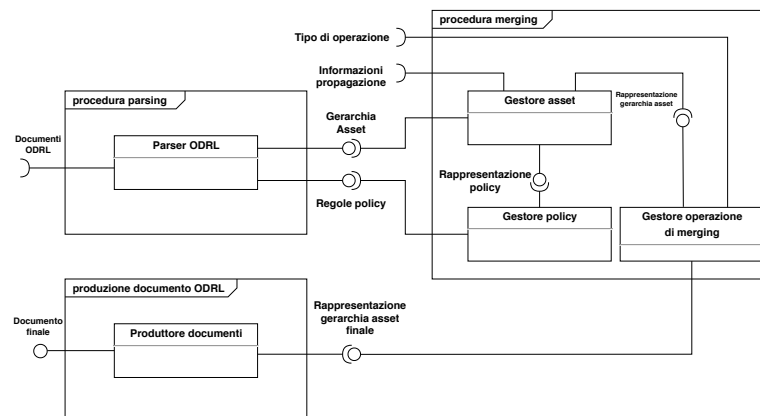 procedura merging
Tipo di operazione
Informazioni
propagazione
procedura parsing
Gestore asset
Rappresentazione
gerarchia asset
Gerarchia
Asset
Documenti
ODRL
Parser ODRL
Rappresentazione
policy
Regole policy
Gestore policy
Gestore operazione
di merging
produzione documento ODRL
Rappresentazione
gerarchia asset
finale
Documento
finale
Produttore documenti